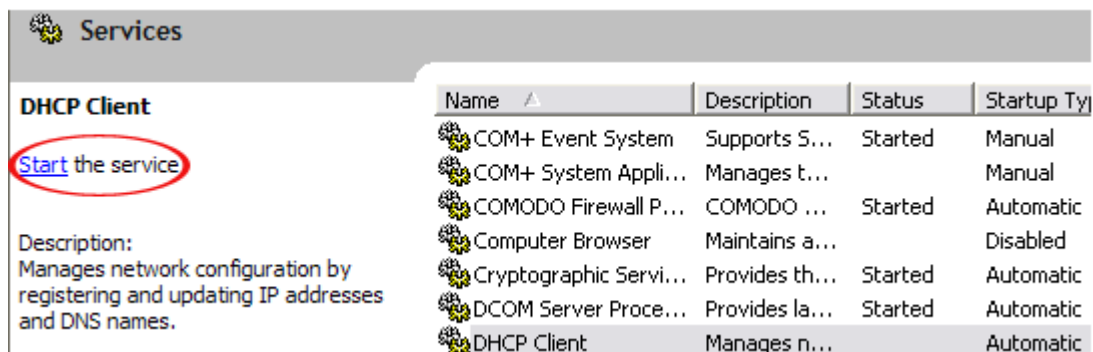 Services
DHCP Client
Start the service
Description:
Manages network configuration by
registering and updating IP addresses
and DNS names.
Name Description Status Startup Ty
COM+ Event System Supports S... Started Manual
COM+ System Appli... Manages t... Manual
COMODO Firewall P... COMODO ... Started Automatic
Computer Browser Maintains a... Disabled
Cryptographic Servi... Provides th... Started Automatic
DCOM Server Proce... Provides la... Started Automatic
DHCP Client Manages n... Automatic